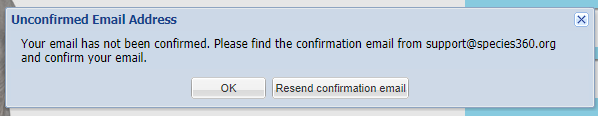 Unconfirmed Email Address
Your email has not been confirmed. Please find the confirmation email from support@species360.org
and confirm your email.
OK
Resend confirmation email